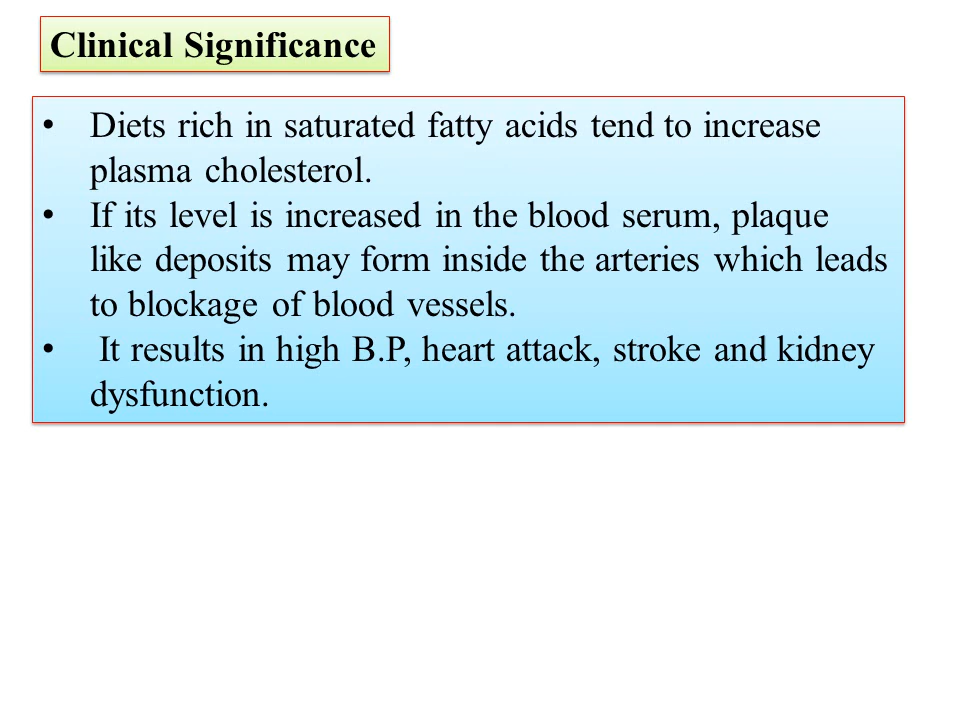 Clinical Significance
• Diets rich in saturated fatty acids tend to increase
plasma cholesterol.
• If its level is increased in the blood serum, plaque
like deposits may form inside the arteries which leads
to blockage of blood vessels.
• It results in high B.P, heart attack, stroke and kidney
dysfunction.